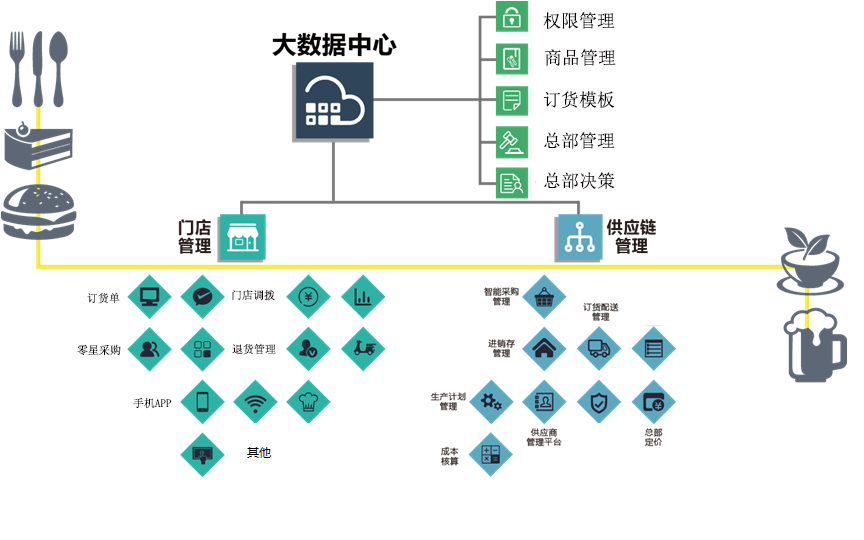 大数据中心
权限管理
商品管理
订货模板
总部管理
总部决策
门店
管理
供应链
管理
订货单
门店调拨
零星采购
退货管理
手机APP
其他
智能采购
管理
订货配送
管理
进销存
管理
生产计划
管理
供应商
管理平台
总部
定价
成本
核算